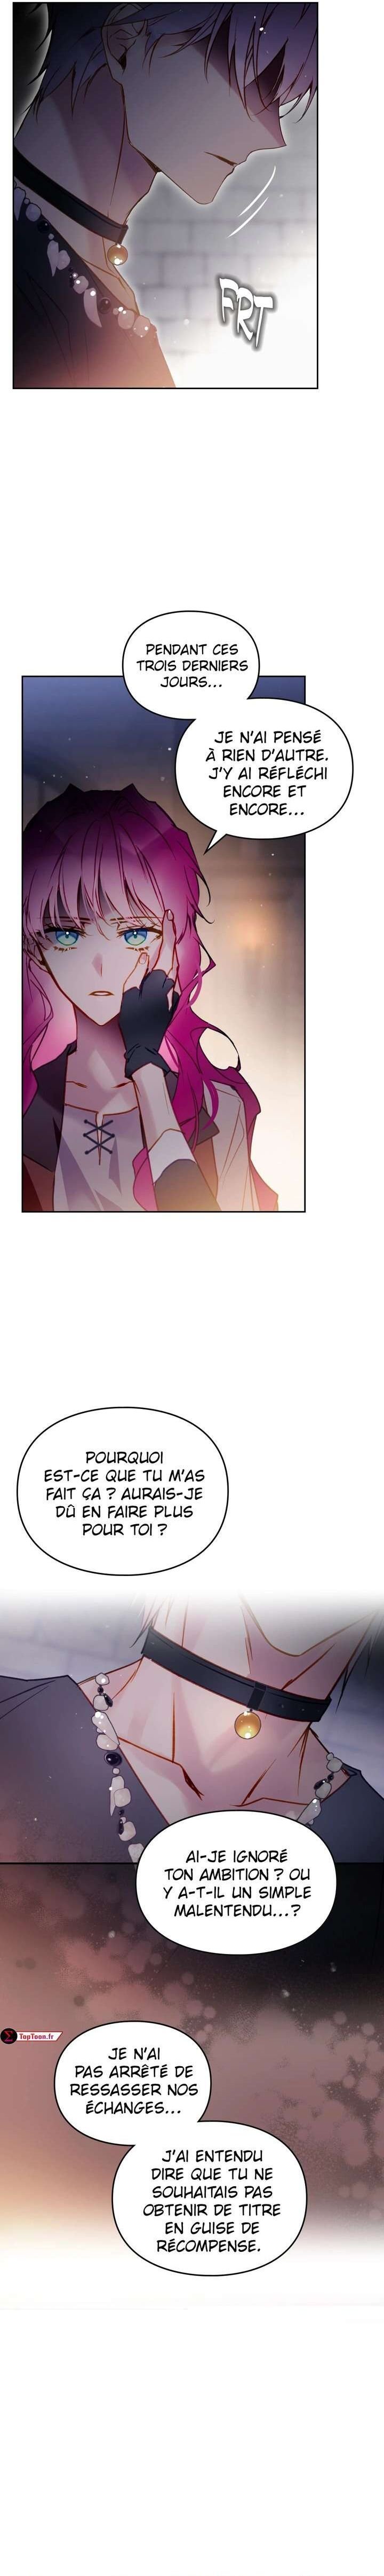 FRT
PENDANT CES
TROIS DERNIERS
JOURS...
JE N'AI PENSÉ
À RIEN D'AUTRE.
J'Y AI RÉFLÉCHI
ENCORE ET
ENCORE...
POURQUOI
EST-CE QUE TU M'AS
FAIT ÇA ? AURAIS-JE
DÛ EN FAIRE PLUS
POUR TOI ?
AI-JE IGNORÉ
TON AMBITION ? OU
Y A-T-IL UN SIMPLE
MALENTENDU...?
TopToon.fr
JE N'AI
PAS ARRÊTÉ DE
RESSASSER NOS
ÉCHANGES...
J'AI ENTENDU
DIRE QUE TU NE
SOUHAITAIS PAS
OBTENIR DE TITRE
EN GUISE DE
RÉCOMPENSE.